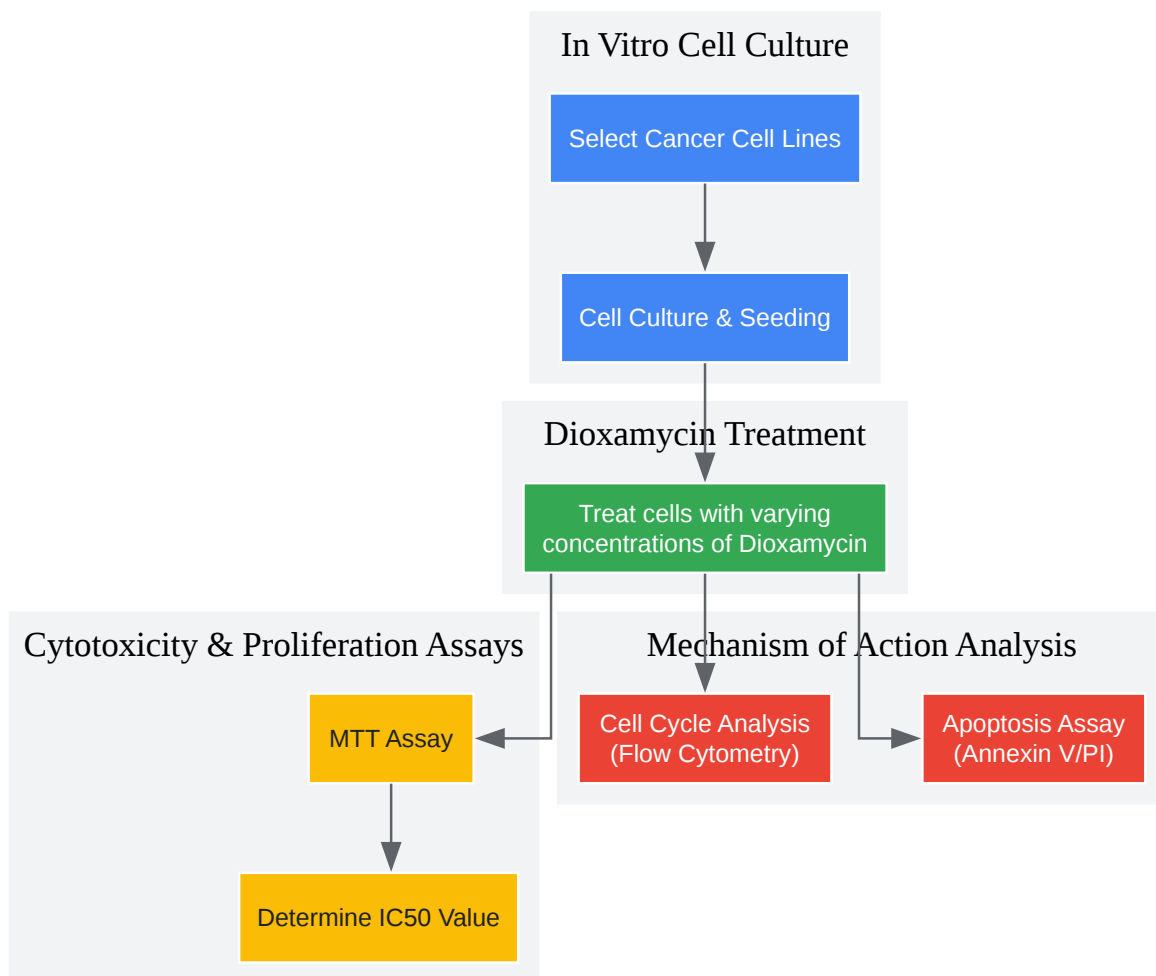 In Vitro Cell Culture
Select Cancer Cell Lines
Cell Culture & Seeding
Dioxamycin Treatment
Treat cells with varying
concentrations of Dioxamycin
Cytotoxicity & Proliferation Assays
MTT Assay
Determine IC50 Value
Mechanism of Action Analysis
Cell Cycle Analysis
(Flow Cytometry)
Apoptosis Assay
(Annexin V/PI)